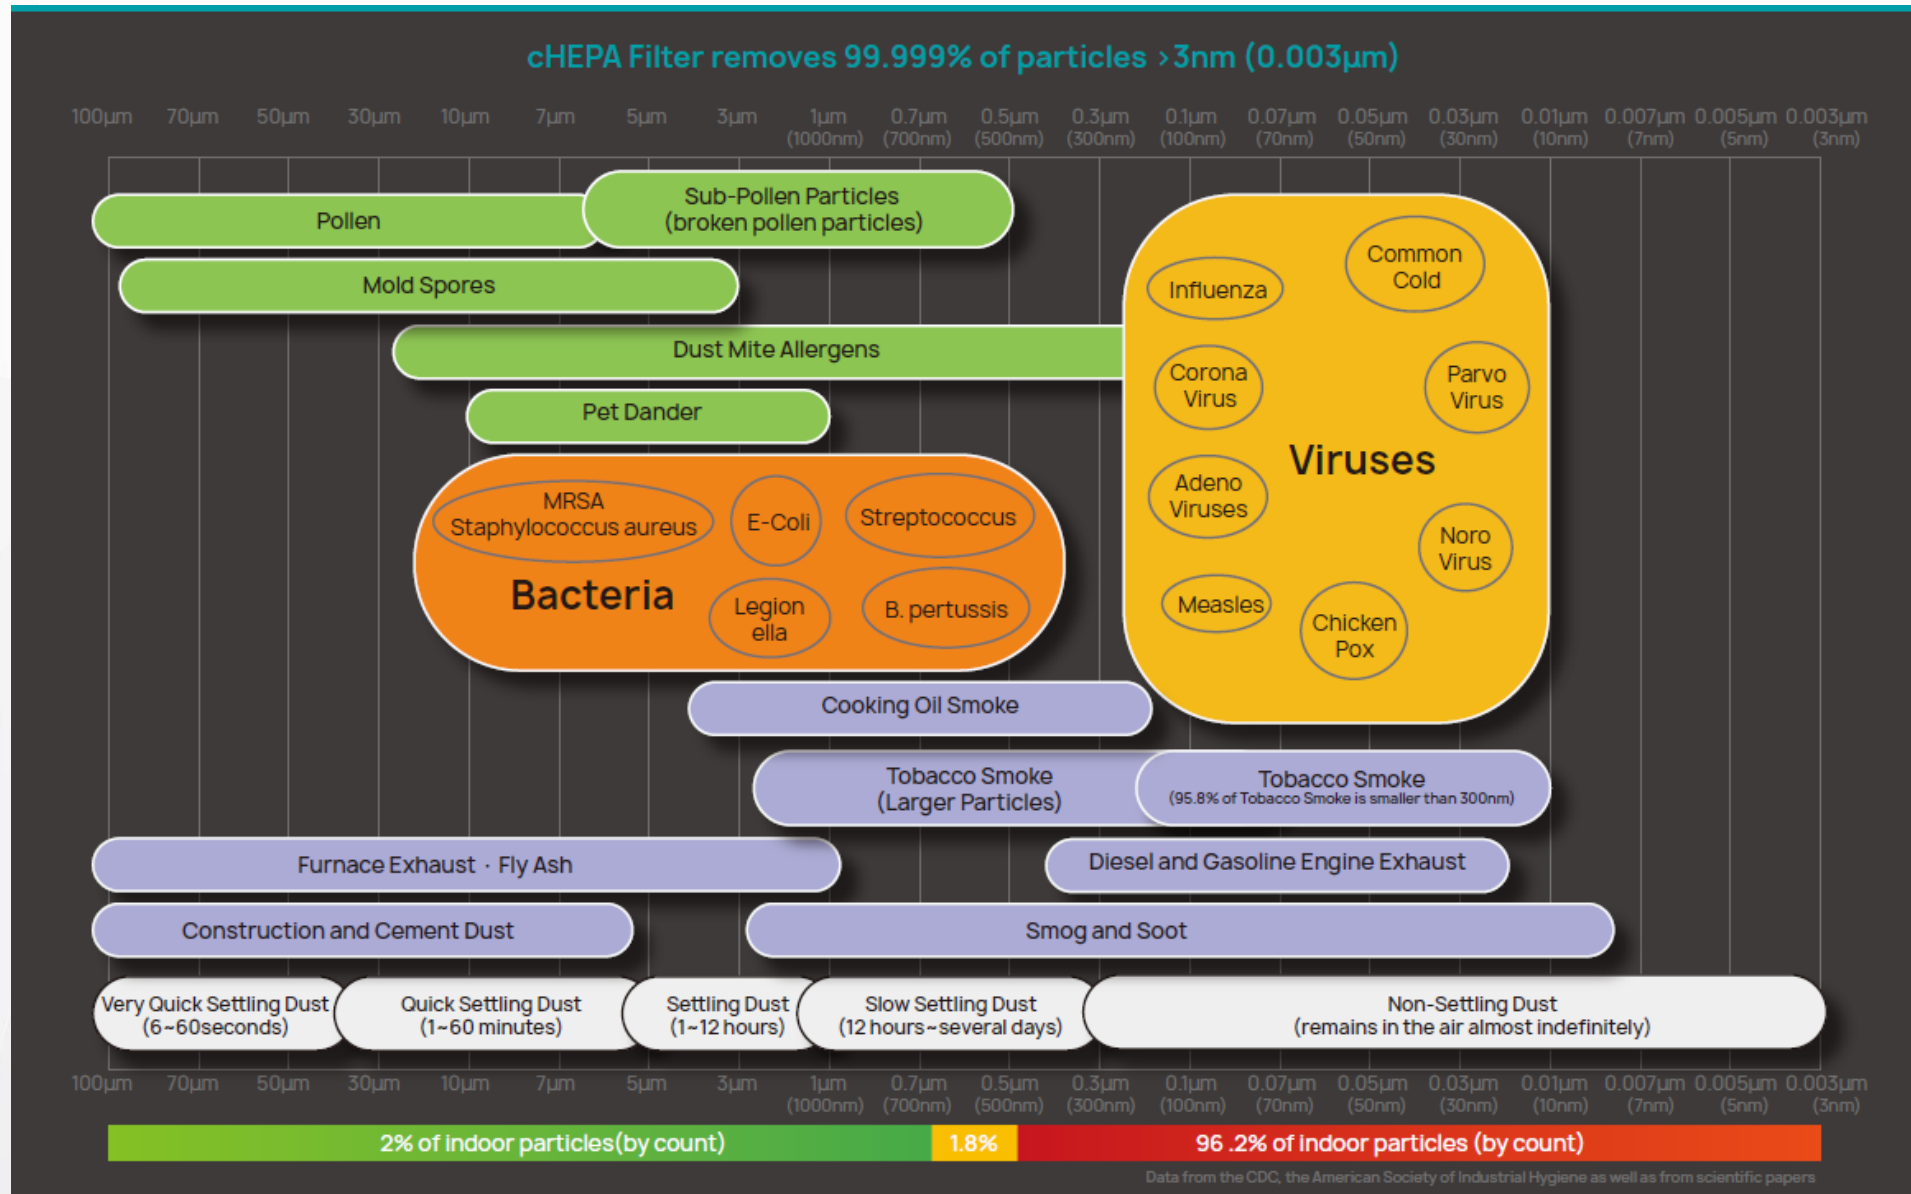 cHEPA Filter removes 99.999% of particles >3nm (0.003µm)
100µm 70µm 50µm 30µm 10µm 7µm 5µm 3µm 1µm 0.7µm 0.5µm 0.3µm 0.1µm 0.07µm 0.05µm 0.03µm 0.01µm 0.007µm 0.005µm 0.003µm
(1000nm) (700nm) (500nm) (300nm) (100nm) (70nm) (50nm) (30nm) (10nm) (7nm) (5nm) (3nm)
Pollen
Sub-Pollen Particles
(broken pollen particles)
Mold Spores
Dust Mite Allergens
Pet Dander
Influenza
Common
Cold
Corona
Virus
Parvo
Virus
Viruses
Adeno
Viruses
Noro
Virus
Measles
Chicken
Pox
MRSA
Staphylococcus aureus
E-Coli
Streptococcus
Bacteria
Legion
ella
B. pertussis
Cooking Oil Smoke
Tobacco Smoke
(Larger Particles)
Tobacco Smoke
(95.8% of Tobacco Smoke is smaller than 300nm)
Furnace Exhaust · Fly Ash
Diesel and Gasoline Engine Exhaust
Construction and Cement Dust
Smog and Soot
Very Quick Settling Dust
(6~60seconds)
Quick Settling Dust
(1~60 minutes)
Settling Dust
(1~12 hours)
Slow Settling Dust
(12 hours~several days)
Non-Settling Dust
(remains in the air almost indefinitely)
100µm 70µm 50µm 30µm 10µm 7µm 5µm 3µm 1µm 0.7µm 0.5µm 0.3µm 0.1µm 0.07µm 0.05µm 0.03µm 0.01µm 0.007µm 0.005µm 0.003µm
(1000nm) (700nm) (500nm) (300nm) (100nm) (70nm) (50nm) (30nm) (10nm) (7nm) (5nm) (3nm)
2% of indoor particles(by count)
1.8%
96 .2% of indoor particles (by count)
Data from the CDC, the American Society of Industrial Hygiene as well as from scientific papers